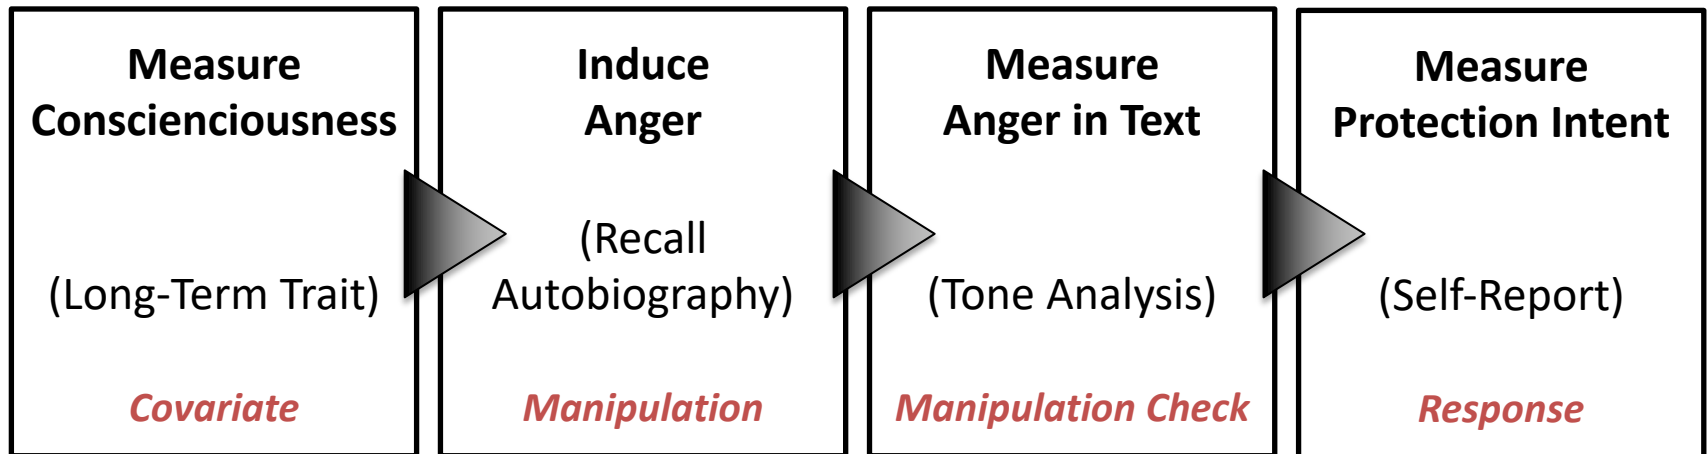 Measure
Conscienciousness
(Long-Term Trait)
Covariate
Induce
Anger
(Recall
Autobiography)
Manipulation
Measure
Anger in Text
(Tone Analysis)
Manipulation Check
Measure
Protection Intent
(Self-Report)
Response